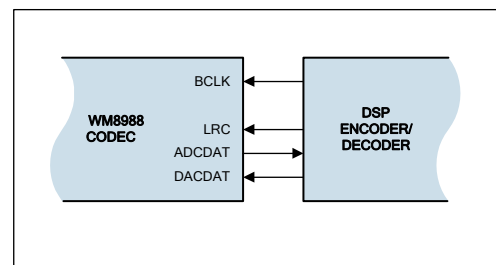 WM8988
CODEC
BCLK
LRC
ADCDAT
DACDAT
DSP
ENCODER/
DECODER